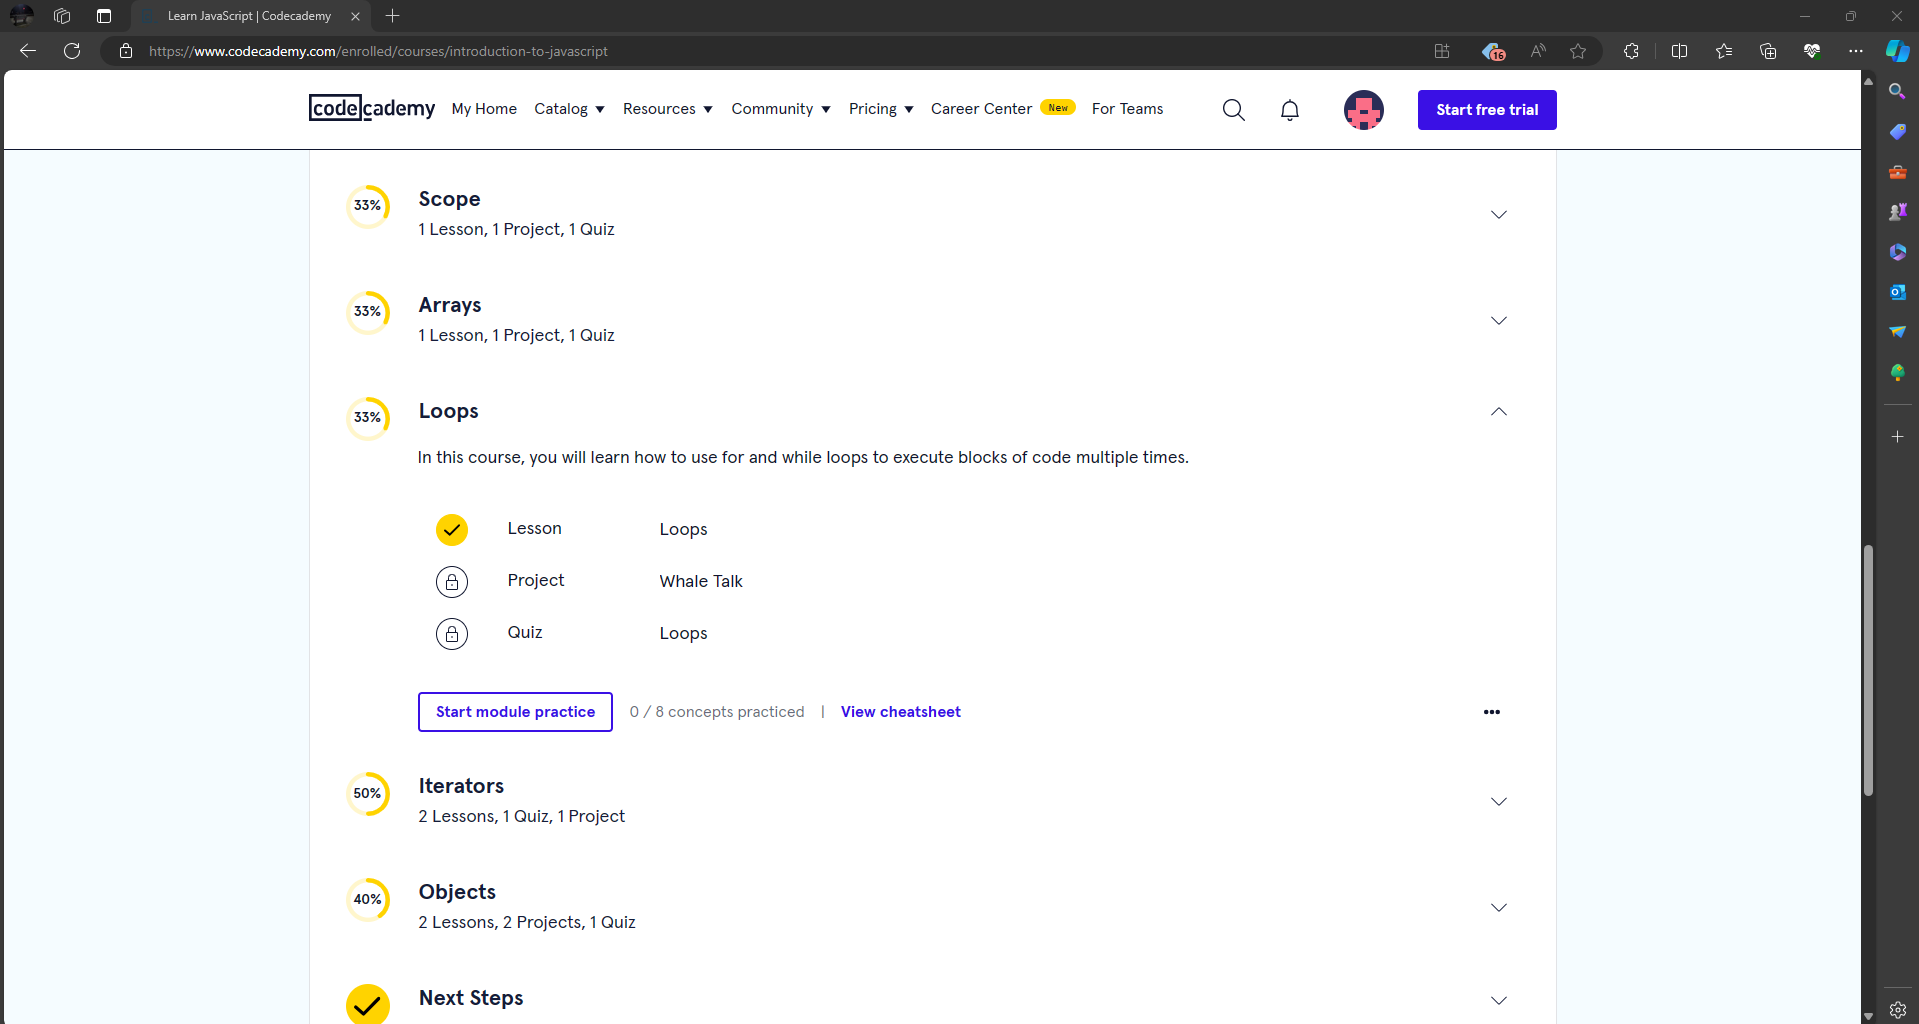 Learn JavaScript | Codecademy
https://www.codecademy.com/enrolled/courses/introduction-to-javascript
16
codecademy My Home Catalog Resources Community Pricing Career Center New For Teams Start free trial
33% Scope
1 Lesson, 1 Project, 1 Quiz
33% Arrays
1 Lesson, 1 Project, 1 Quiz
33% Loops
In this course, you will learn how to use for and while loops to execute blocks of code multiple times.
Lesson Loops
Project Whale Talk
Quiz Loops
Start module practice 0 / 8 concepts practiced | View cheatsheet
50% Iterators
2 Lessons, 1 Quiz, 1 Project
40% Objects
2 Lessons, 2 Projects, 1 Quiz
Next Steps